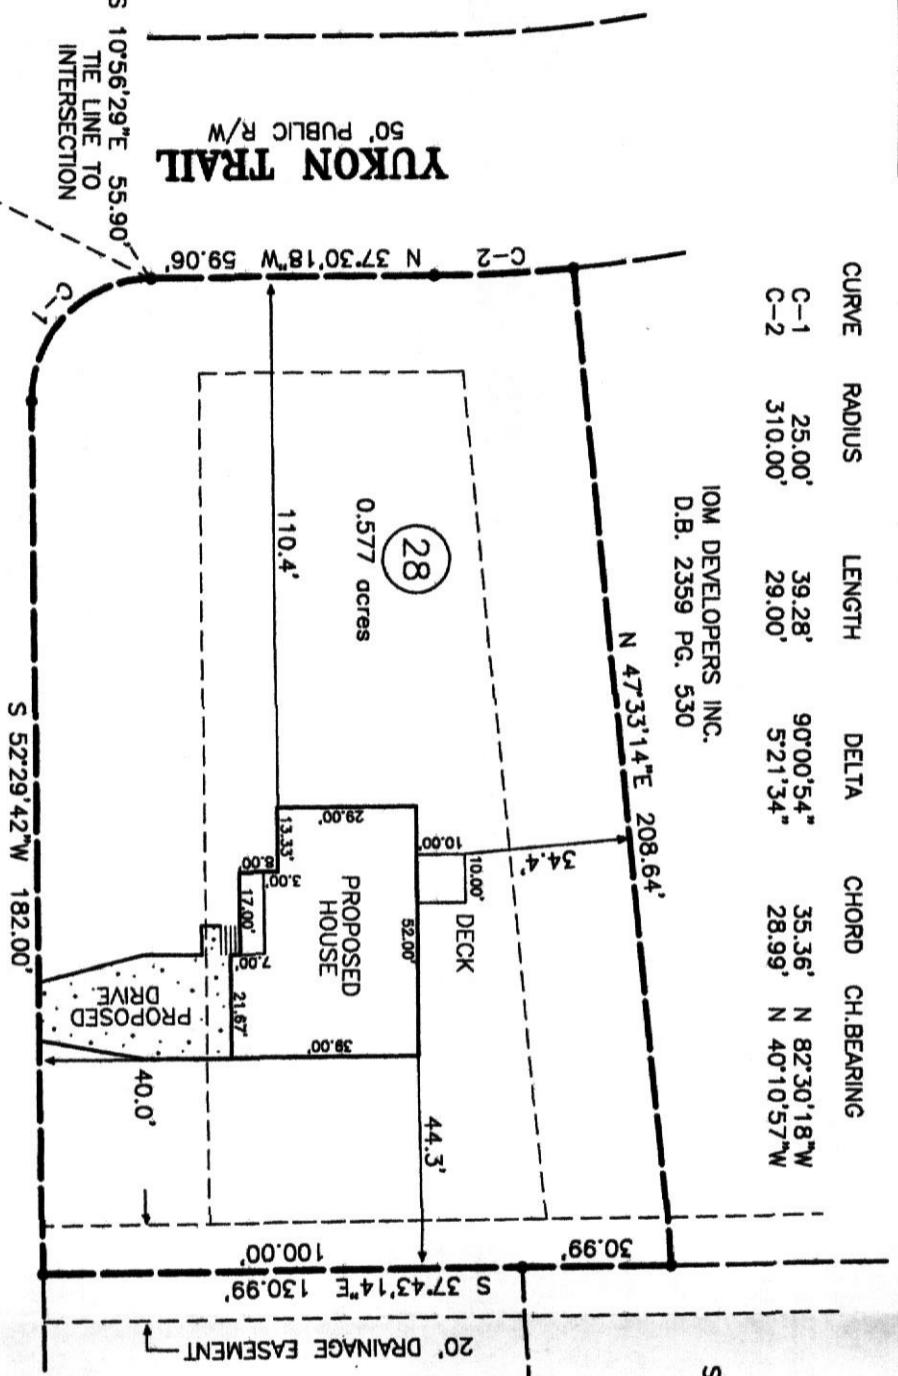 CURVE RADIUS LENGTH DELTA CHORD CH.BEARING
C-1 25.00' 39.28' 90°00'54" 35.36' N 82°30'18"W
C-2 310.00' 29.00' 5°21'34" 28.99' N 40°10'57"W
IOM DEVELOPERS INC.
D.B. 2359 PG. 530
N 47°33'14"E 208.64'
YUKON TRAIL
50' PUBLIC R/W
S 10°56'29"E 55.90'
TIE LINE TO
INTERSECTION
C-2
N 37°30'18"W 59.06'
C-1
28
0.577 acres
110.4'
34.4'
10.00'
10.00'
DECK
52.00'
29.00'
13.33'
8.00'
3.00'
17.00'
7.00'
21.67'
39.00'
PROPOSED
HOUSE
PROPOSED
DRIVE
40.0'
44.3'
S 52°29'42"W 182.00'
30.99'
100.00'
S 37°43'14"E 130.99'
20' DRAINAGE EASEMENT
S